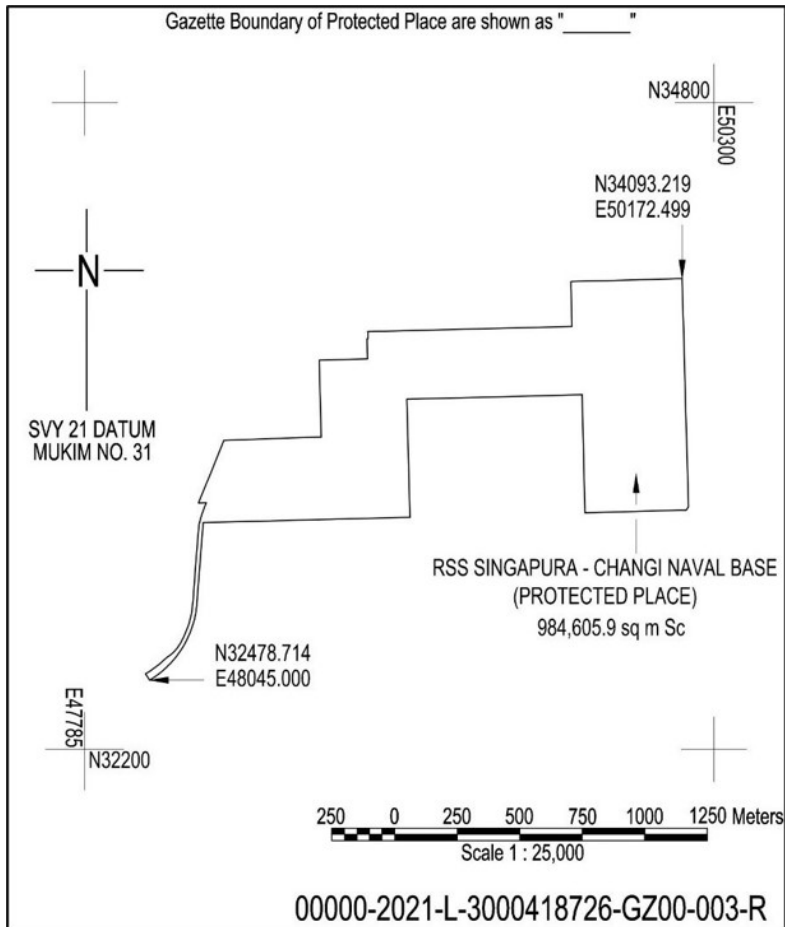 Gazette Boundary of Protected Place are shown as "_______"
N34800
E50300
N34093.219
E50172.499
N
SVY 21 DATUM
MUKIM NO. 31
RSS SINGAPURA - CHANGI NAVAL BASE
(PROTECTED PLACE)
984,605.9 sq m Sc
N32478.714
E48045.000
E47785
N32200
250 0 250 500 750 1000 1250 Meters
Scale 1 : 25,000
00000-2021-L-3000418726-GZ00-003-R